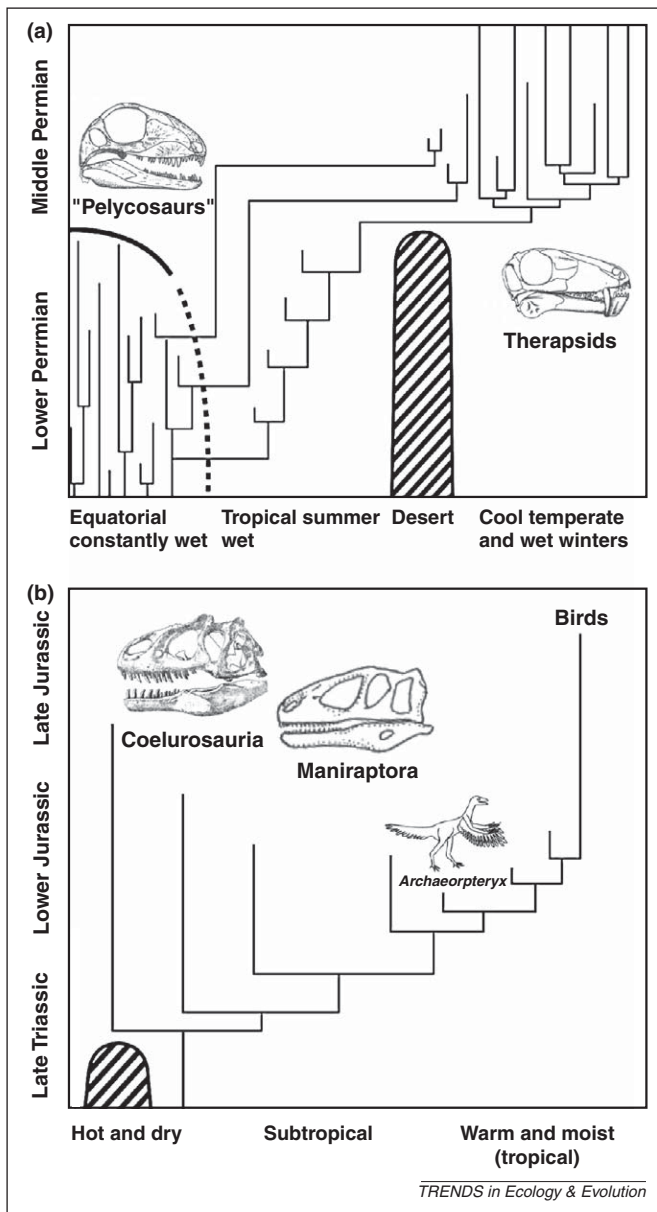 (a)
Middle Permian
"Pelycosaurs"
Therapsids
Lower Perrmian
Equatorial
constantly wet
Tropical summer
wet
Desert
Cool temperate
and wet winters
(b)
Late Jurassic
Birds
Coelurosauria
Maniraptora
Lower Jurassic
Archaeorpteryx
Late Triassic
Hot and dry
Subtropical
Warm and moist
(tropical)
TRENDS in Ecology & Evolution